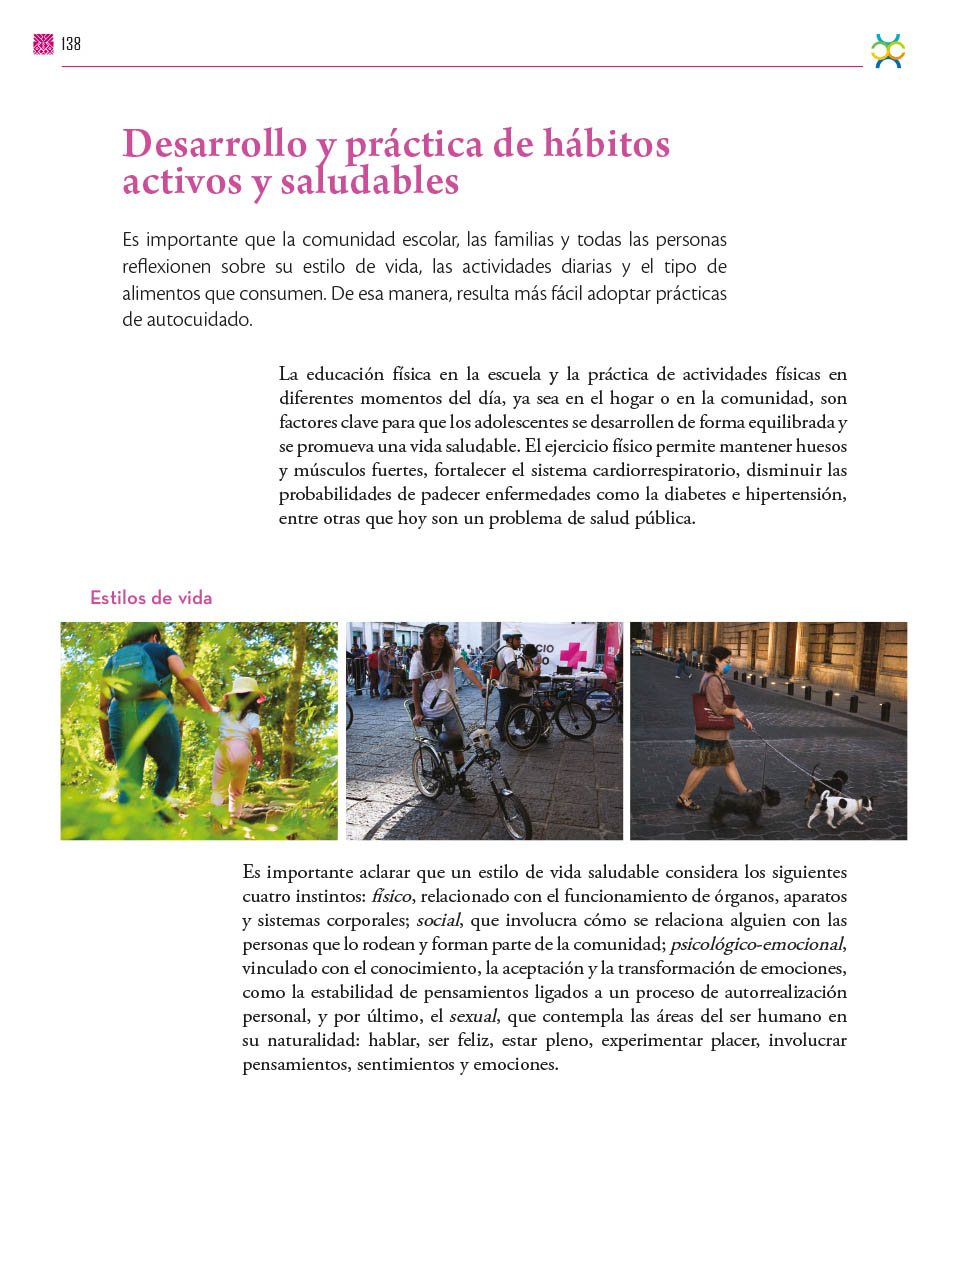 138
Desarrollo y práctica de hábitos
activos y saludables
Es importante que la comunidad escolar, las familias y todas las personas
reflexionen sobre su estilo de vida, las actividades diarias y el tipo de
alimentos que consumen. De esa manera, resulta más fácil adoptar prácticas
de autocuidado.
La educación física en la escuela y la práctica de actividades físicas en
diferentes momentos del día, ya sea en el hogar o en la comunidad, son
factores clave para que los adolescentes se desarrollen de forma equilibrada y
se promueva una vida saludable. El ejercicio físico permite mantener huesos
y músculos fuertes, fortalecer el sistema cardiorrespiratorio, disminuir las
probabilidades de padecer enfermedades como la diabetes e hipertensión,
entre otras que hoy son un problema de salud pública.
Estilos de vida
Es importante aclarar que un estilo de vida saludable considera los siguientes
cuatro instintos: físico, relacionado con el funcionamiento de órganos, aparatos
y sistemas corporales; social, que involucra cómo se relaciona alguien con las
personas que lo rodean y forman parte de la comunidad; psicológico-emocional,
vinculado con el conocimiento, la aceptación y la transformación de emociones,
como la estabilidad de pensamientos ligados a un proceso de autorrealización
personal, y por último, el sexual, que contempla las áreas del ser humano en
su naturalidad: hablar, ser feliz, estar pleno, experimentar placer, involucrar
pensamientos, sentimientos y emociones.